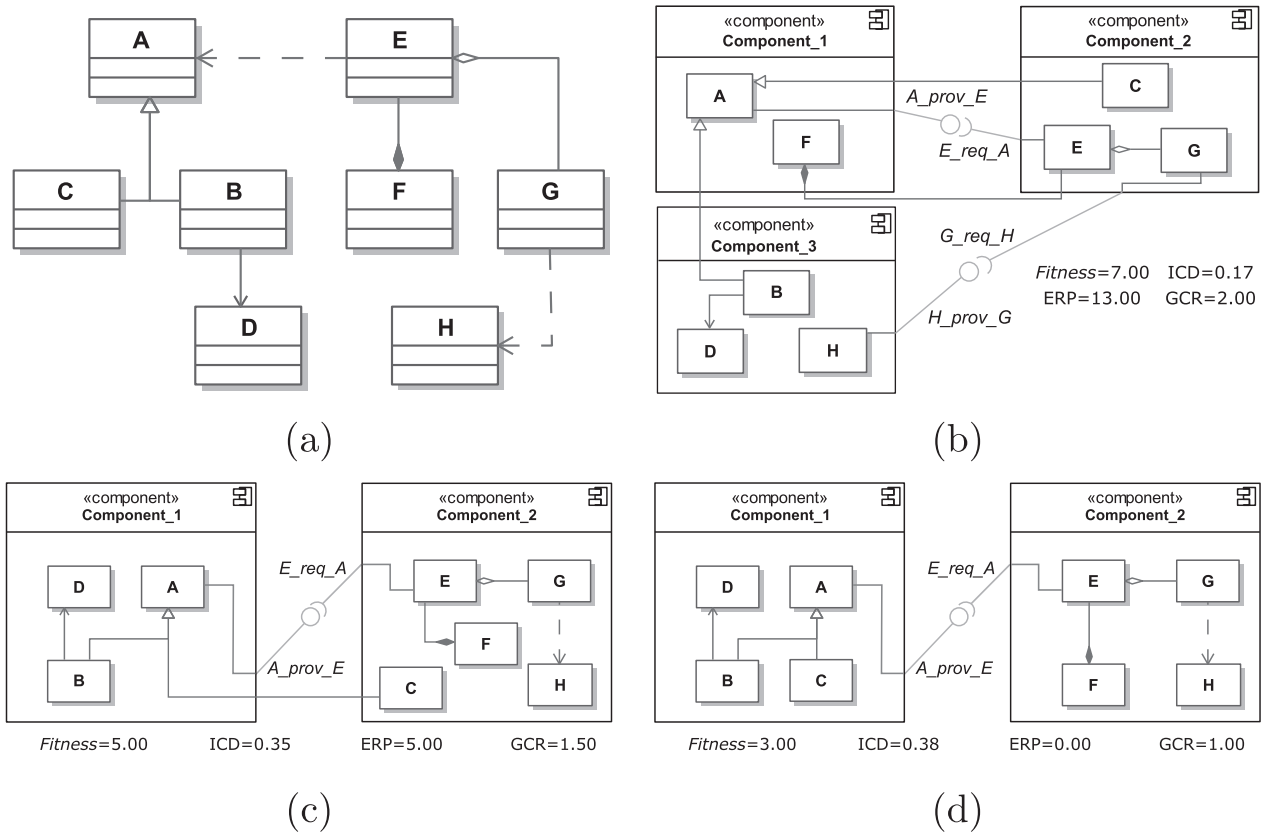 A
E
C
B
F
G
D
H
(a)
«component»
Component_1
«component»
Component_2
A
C
A_prov_E
F
E_req_A
E
G
«component»
Component_3
G_req_H
Fitness=7.00 ICD=0.17
ERP=13.00 GCR=2.00
B
H_prov_G
D
H
(b)
«component»
Component_1
«component»
Component_2
E_req_A
D
A
E
G
F
B
A_prov_E
C
H
Fitness=5.00 ICD=0.35 ERP=5.00 GCR=1.50
(c)
«component»
Component_1
«component»
Component_2
E_req_A
D
A
E
G
B
C
A_prov_E
F
H
Fitness=3.00 ICD=0.38 ERP=0.00 GCR=1.00
(d)